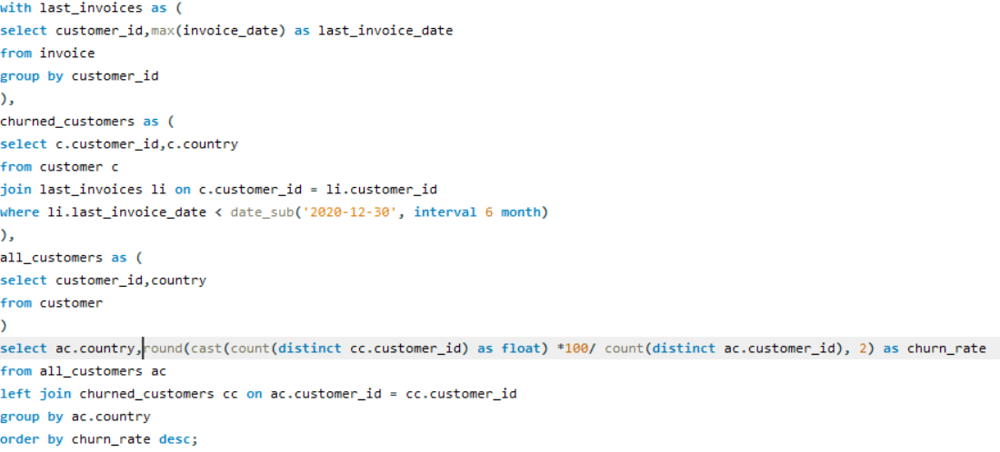 with last_invoices as (
select customer_id,max(invoice_date) as last_invoice_date
from invoice
group by customer_id
),
churned_customers as (
select c.customer_id,c.country
from customer c
join last_invoices li on c.customer_id = li.customer_id
where li.last_invoice_date < date_sub('2020-12-30', interval 6 month)
),
all_customers as (
select customer_id,country
from customer
)
select ac.country,round(cast(count(distinct cc.customer_id) as float) *100/ count(distinct ac.customer_id), 2) as churn_rate
from all_customers ac
left join churned_customers cc on ac.customer_id = cc.customer_id
group by ac.country
order by churn_rate desc;